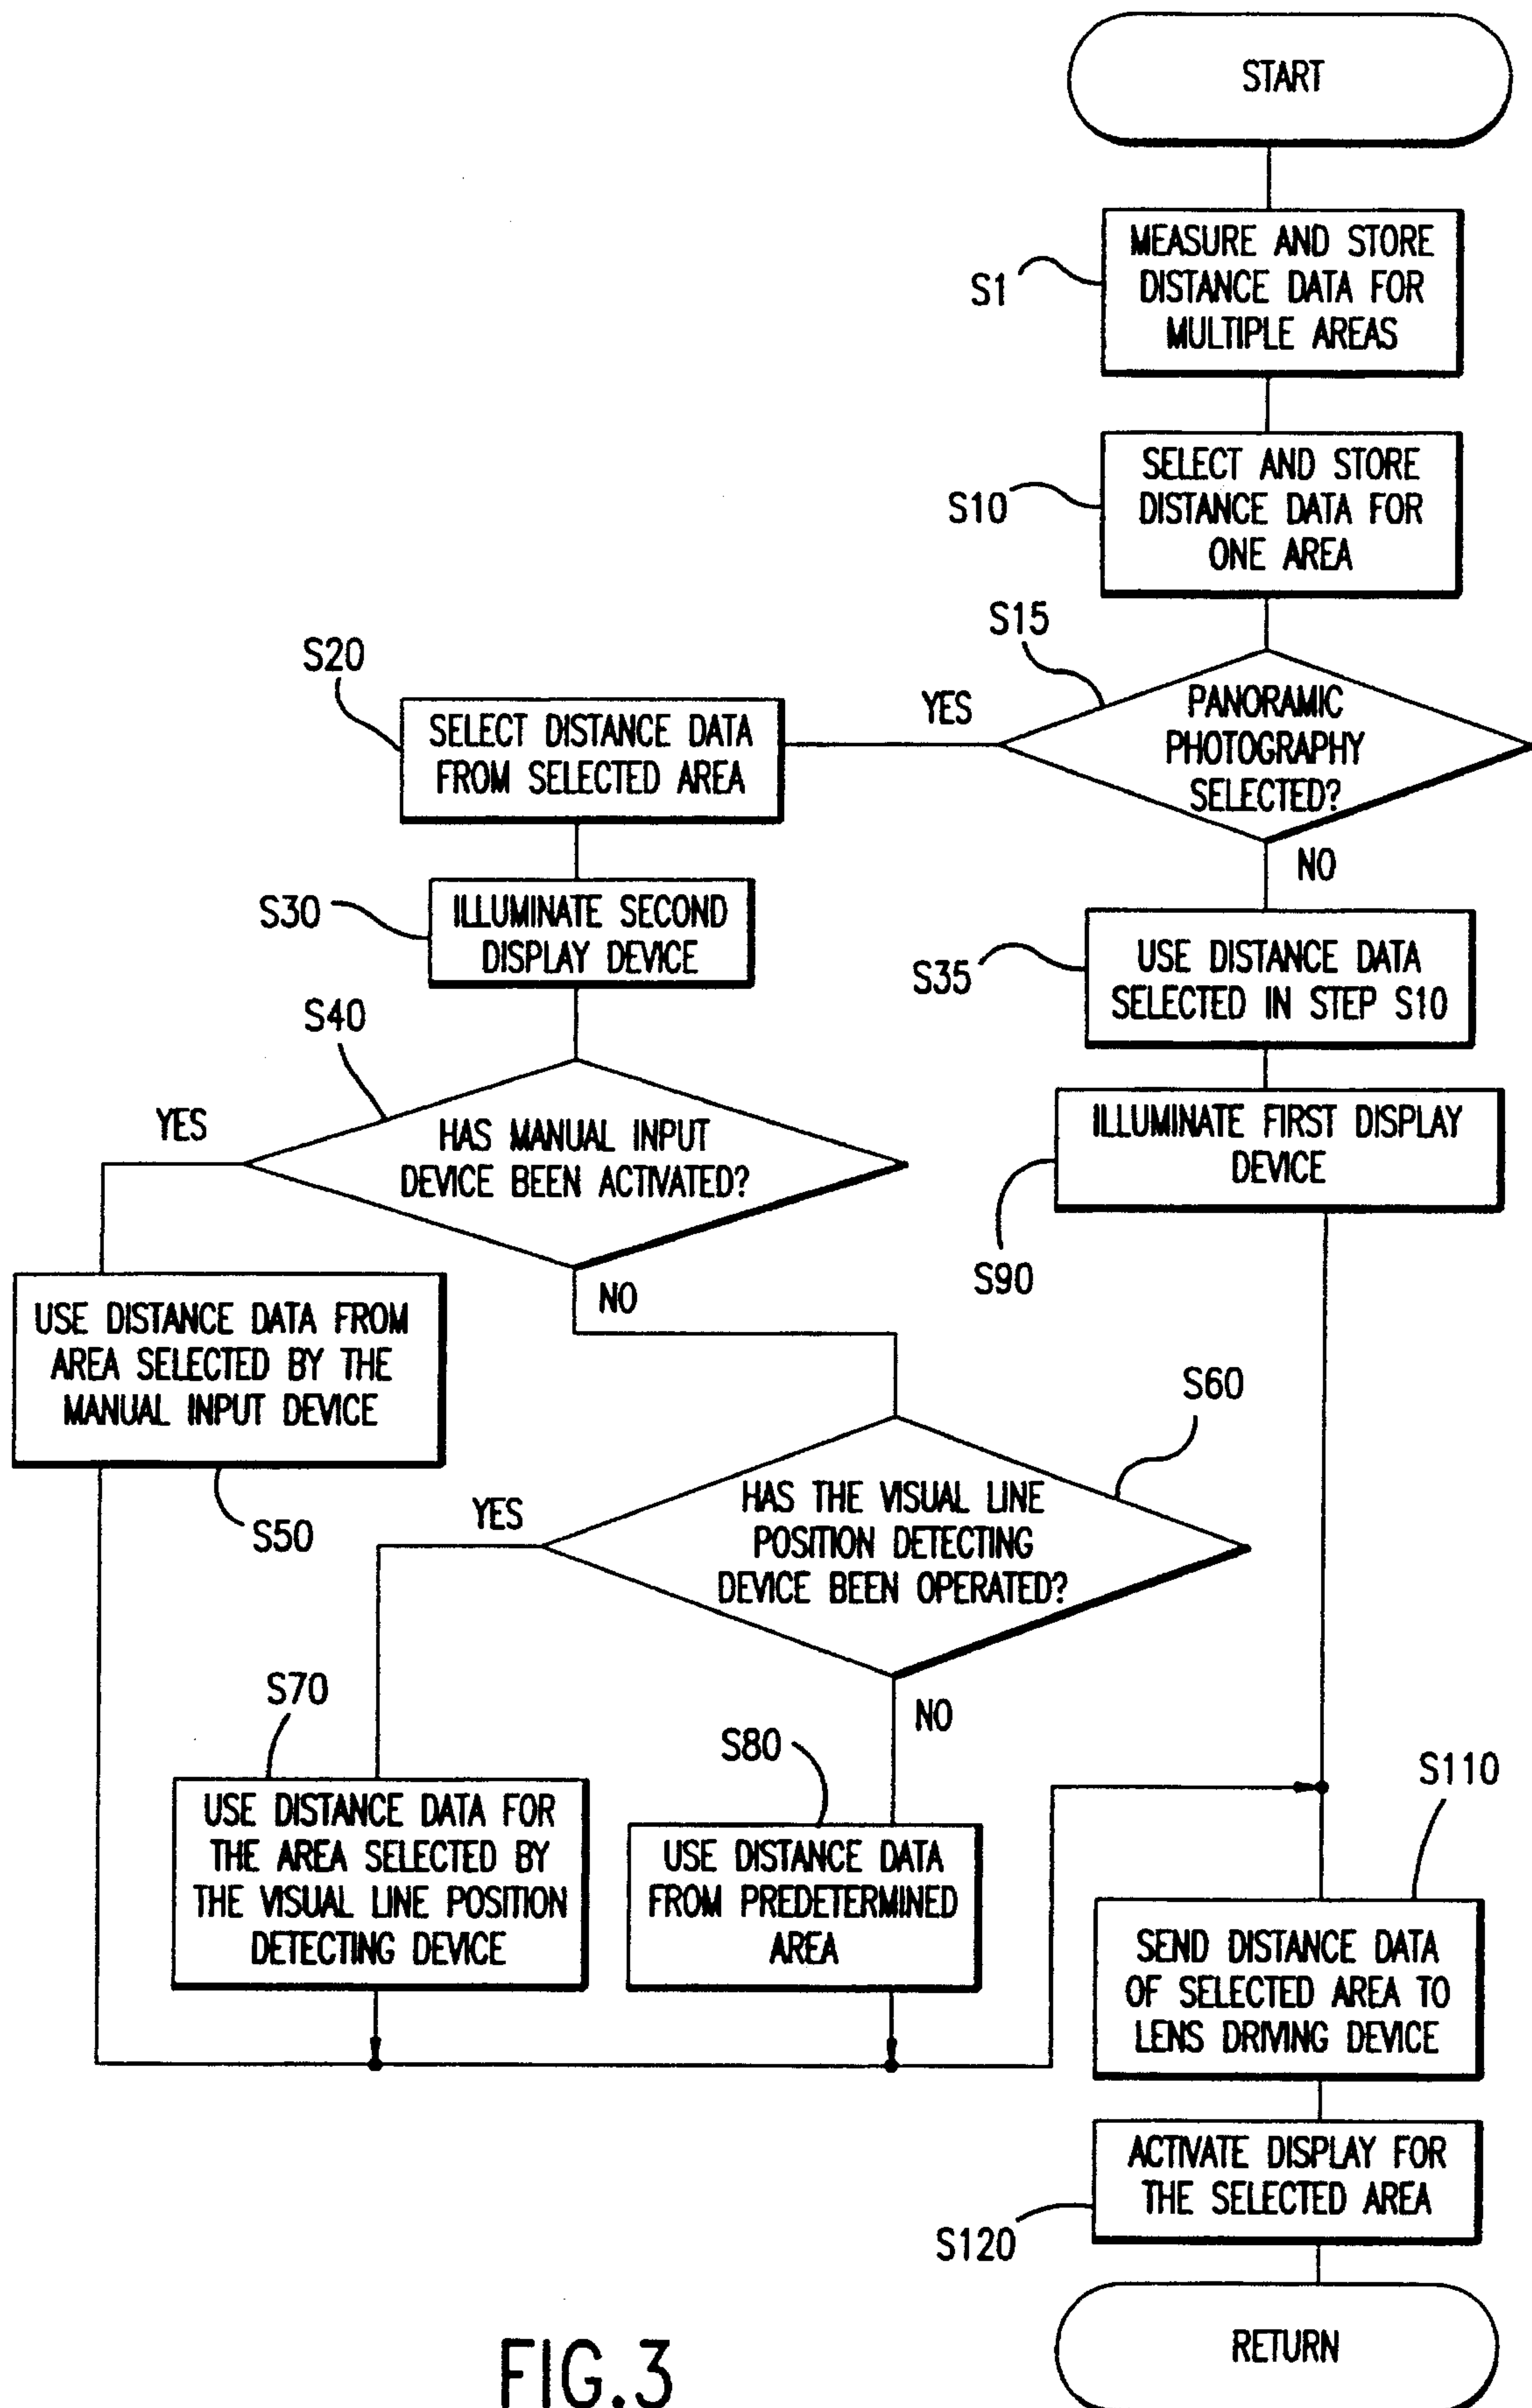 START
MEASURE AND STORE
DISTANCE DATA FOR
MULTIPLE AREAS
S1
SELECT AND STORE
DISTANCE DATA FOR
ONE AREA
S10
S15
PANORAMIC
PHOTOGRAPHY
SELECTED?
YES
NO
S20
SELECT DISTANCE DATA
FROM SELECTED AREA
S30
ILLUMINATE SECOND
DISPLAY DEVICE
S35
USE DISTANCE DATA
SELECTED IN STEP S10
S40
HAS MANUAL INPUT
DEVICE BEEN ACTIVATED?
YES
NO
ILLUMINATE FIRST DISPLAY
DEVICE
S90
USE DISTANCE DATA FROM
AREA SELECTED BY THE
MANUAL INPUT DEVICE
S50
S60
HAS THE VISUAL LINE
POSITION DETECTING
DEVICE BEEN OPERATED?
YES
NO
S70
USE DISTANCE DATA FOR
THE AREA SELECTED BY
THE VISUAL LINE POSITION
DETECTING DEVICE
S80
USE DISTANCE DATA
FROM PREDETERMINED
AREA
S110
SEND DISTANCE DATA
OF SELECTED AREA TO
LENS DRIVING DEVICE
ACTIVATE DISPLAY FOR
THE SELECTED AREA
S120
RETURN
FIG.3